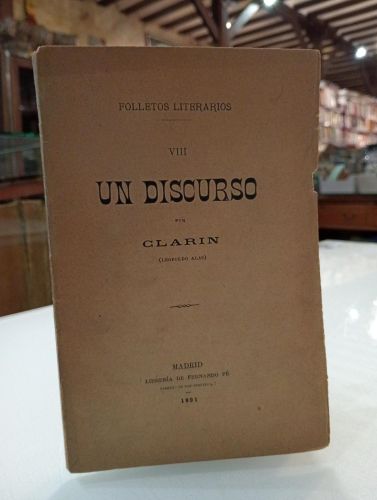 FOLLETOS LITERARIOS
VIII
UN DISCURSO
POR
CLARIN
(LEOPOLDO ALAS)
MADRID
LIBRERÍA DE FERNANDO FÉ
1891